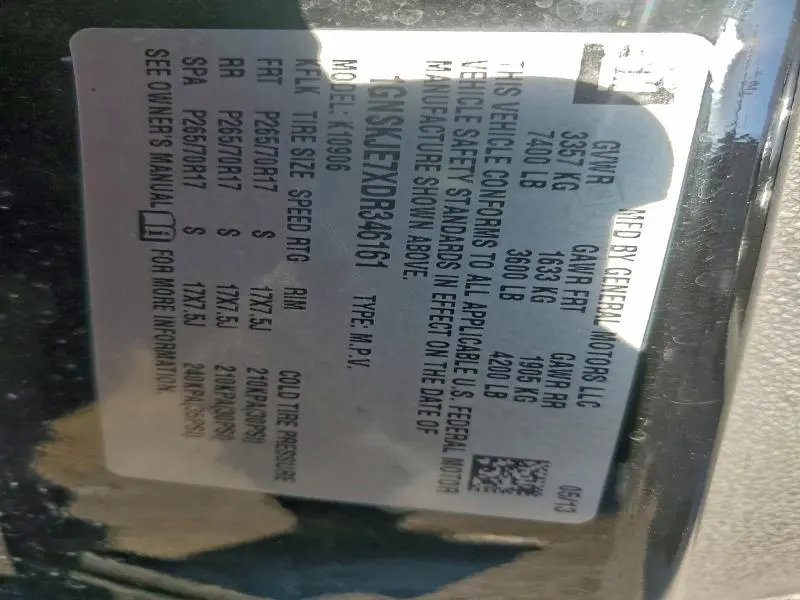 MFD BY GENERAL MOTORS LLC 05/13
GVWR GAWR FRT GAWR RR
3357 KG 1633 KG 1905 KG
7400 LB 3600 LB 4200 LB
THIS VEHICLE CONFORMS TO ALL APPLICABLE U.S. FEDERAL MOTOR
VEHICLE SAFETY STANDARDS IN EFFECT ON THE DATE OF
MANUFACTURE SHOWN ABOVE.
1GNSKJE7XDR346161 TYPE: M.P.V.
MODEL: K10906
KFLK TIRE SIZE SPEED RTG RIM COLD TIRE PRESSURE
FRT P265/70R17 S 17X7.5J 210KPA(30PSI)
RR P265/70R17 S 17X7.5J 210KPA(30PSI)
SPA P265/70R17 S 17X7.5J 240KPA(35PSI)
SEE OWNER'S MANUAL FOR MORE INFORMATION.